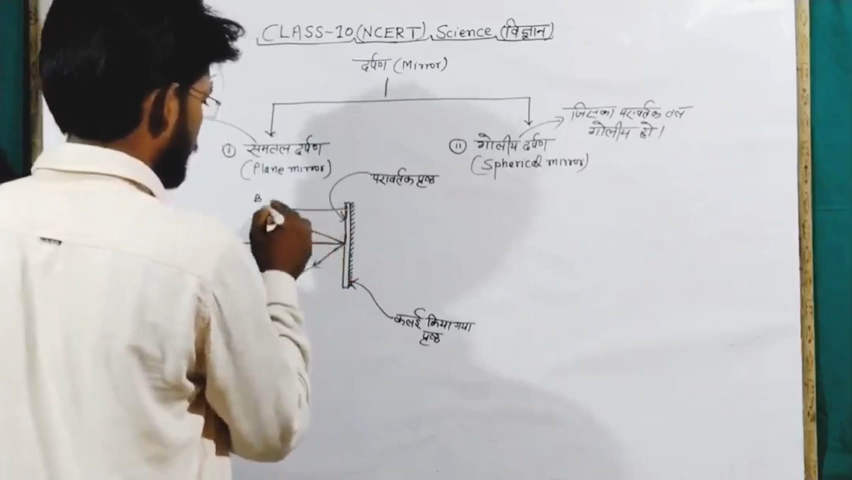 CLASS-10 (NCERT) Science (विज्ञान)
दर्पण (Mirror)
जिसका परावर्तक तल
गोलीय हो।
(i) समतल दर्पण
(Plane mirror)
(ii) गोलीय दर्पण
(Spherical mirror)
परावर्तक पृष्ठ
B
कलई किया गया
पृष्ठ